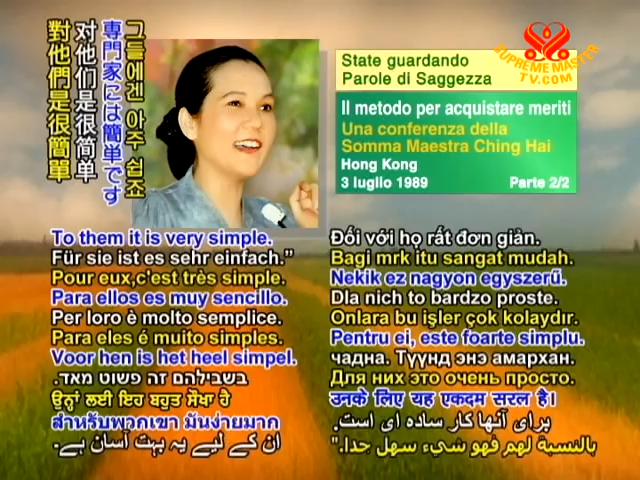 그들에겐 아주 쉽죠
専門家には簡単です
对他们是很简单
對他們是很簡單
SUPREME MASTER
TV.COM
State guardando
Parole di Saggezza
Il metodo per acquistare meriti
Una conferenza della
Somma Maestra Ching Hai
Hong Kong
3 luglio 1989
Parte 2/2
To them it is very simple.
Für sie ist es sehr einfach.”
Pour eux,c'est très simple.
Para ellos es muy sencillo.
Per loro è molto semplice.
Para eles é muito simples.
Voor hen is het heel simpel.
בשבילהם זה פשוט מאד.
ਉਨ੍ਹਾਂ ਲਈ ਇਹ ਬਹੁਤ ਸੌਖਾ ਹੈ
สำหรับพวกเขา มันง่ายมาก
ان کے لیے یہ بہت آسان ہے۔
Đối với họ rất đơn giản.
Bagi mrk itu sangat mudah.
Nekik ez nagyon egyszerű.
Dla nich to bardzo proste.
Onlara bu işler çok kolaydır.
Pentru ei, este foarte simplu.
чадна. Түүнд энэ амархан.
Для них это очень просто.
उनके लिए यह एकदम सरल है।
برای آنها کار ساده ای است.
بالنسبة لهم فهو شيء سهل جدا."